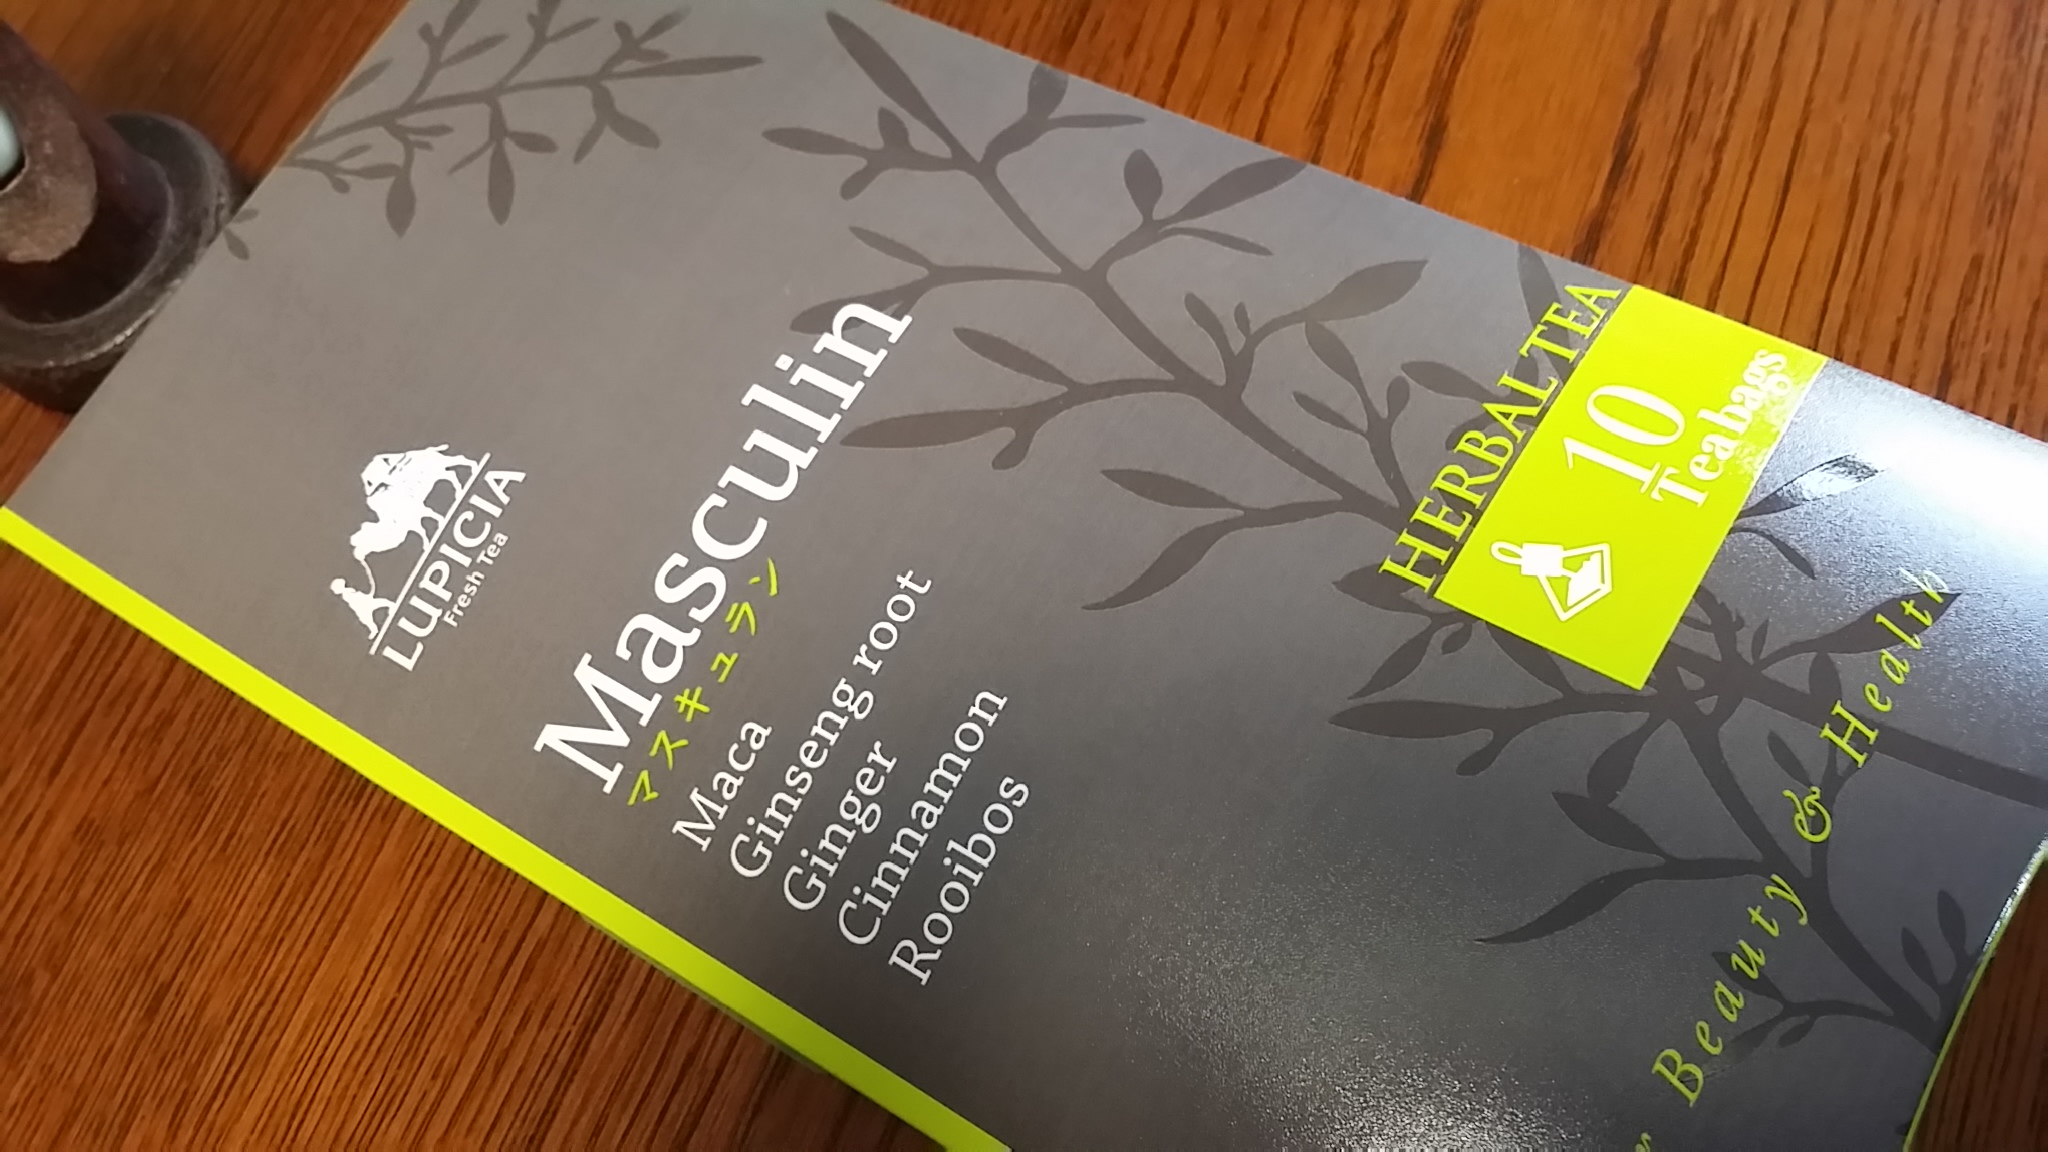 LUPICIA
Fresh Tea
Masculin
マスキュラン
Maca
Ginseng root
Ginger
Cinnamon
Rooibos
HERBAL TEA
10
Teabags
Beauty & Health